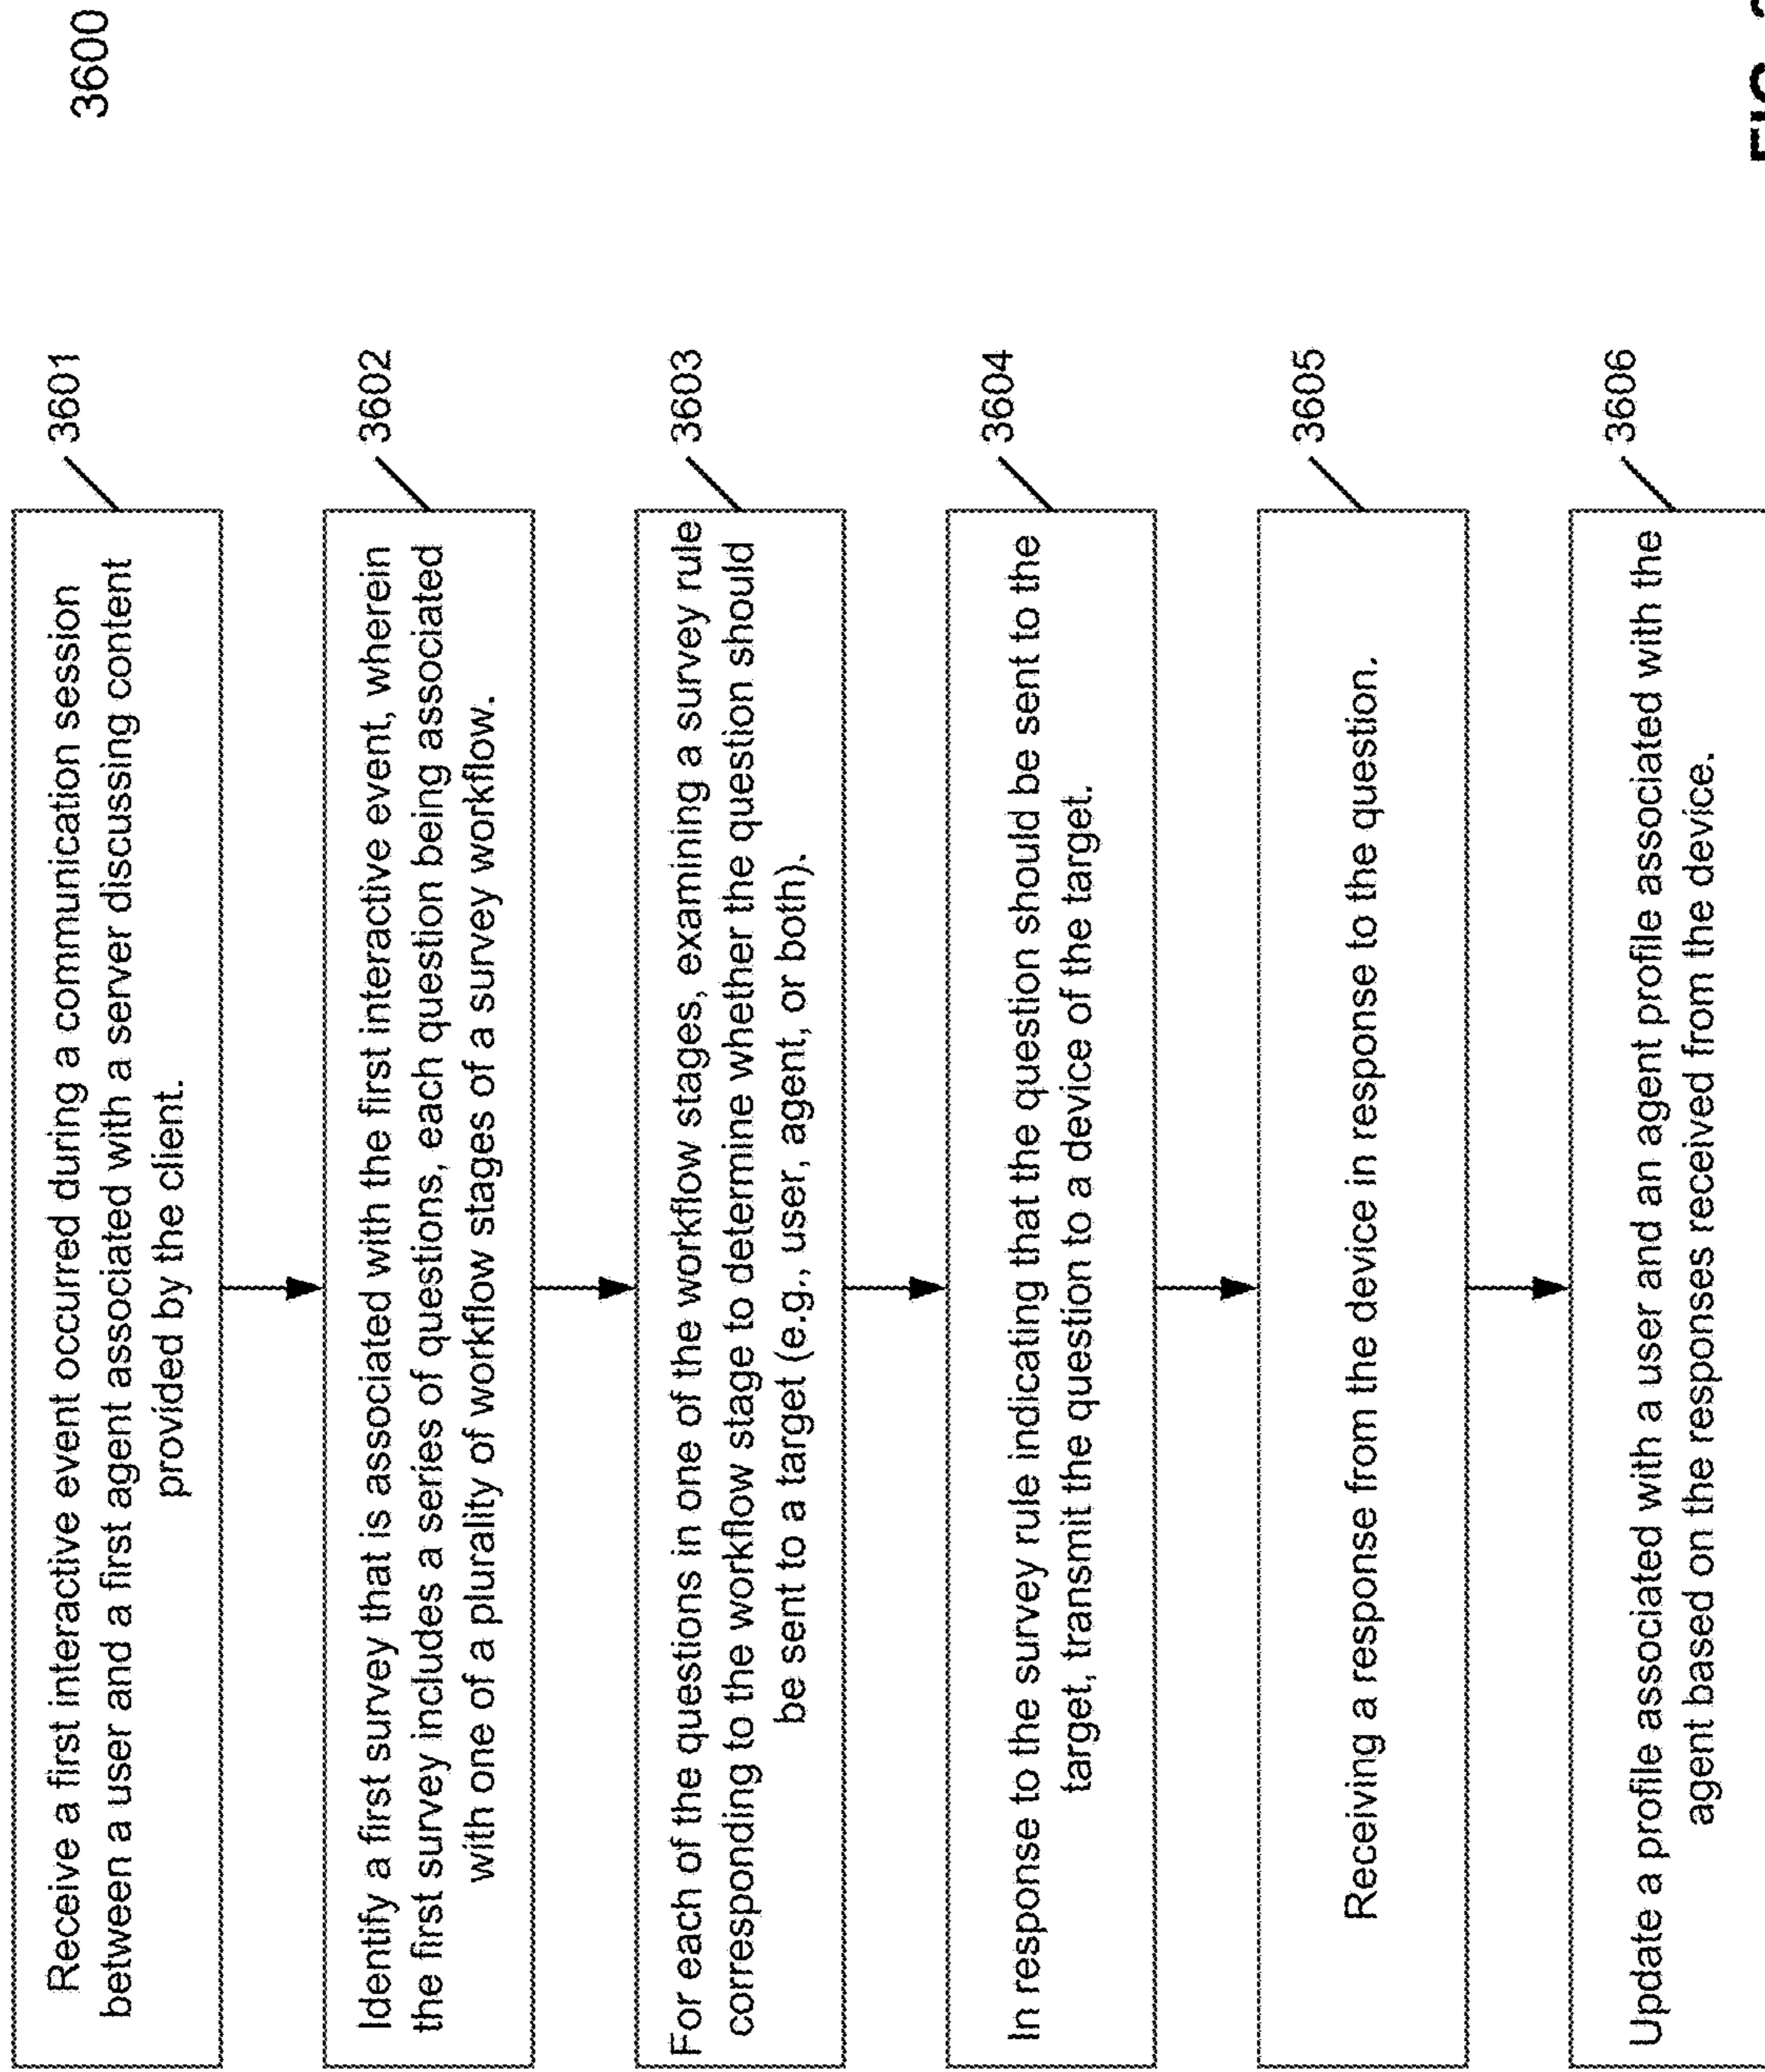 3600
Receive a first interactive event occurred during a communication session
between a user and a first agent associated with a server discussing content
provided by the client.
3601
Identify a first survey that is associated with the first interactive event, wherein
the first survey includes a series of questions, each question being associated
with one of a plurality of workflow stages of a survey workflow.
3602
For each of the questions in one of the workflow stages, examining a survey rule
corresponding to the workflow stage to determine whether the question should
be sent to a target (e.g., user, agent, or both).
3603
In response to the survey rule indicating that the question should be sent to the
target, transmit the question to a device of the target.
3604
Receiving a response from the device in response to the question.
3605
Update a profile associated with a user and an agent profile associated with the
agent based on the responses received from the device.
3606